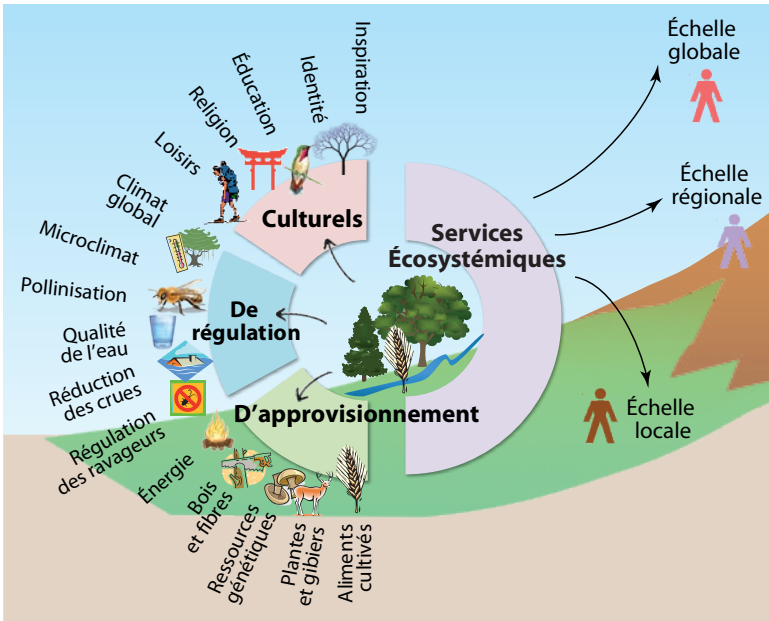 Inspiration
Identité
Éducation
Religion
Loisirs
Climat
global
Microclimat
Pollinisation
Qualité
de l'eau
Réduction
des crues
Régulation
des ravageurs
Énergie
Bois
et fibres
Ressources
génétiques
Plantes
et gibiers
Aliments
cultivés
Culturels
De
régulation
D'approvisionnement
Services
Écosystémiques
Échelle
globale
Échelle
régionale
Échelle
locale